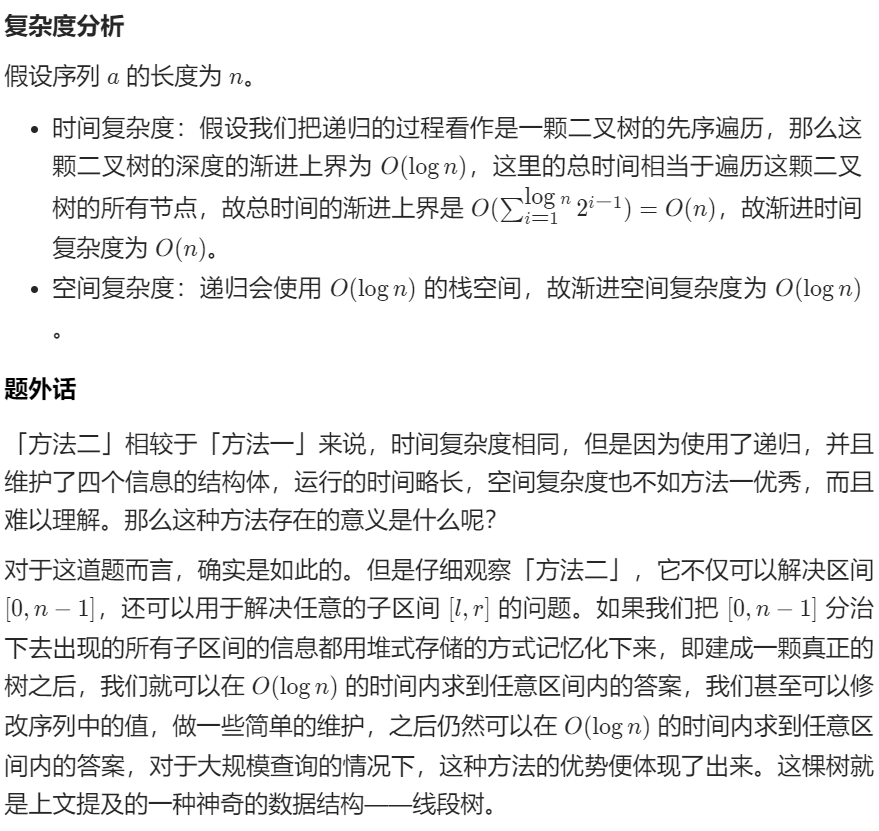 复杂度分析
假设序列 a 的长度为 n。
• 时间复杂度：假设我们把递归的过程看作是一颗二叉树的先序遍历，那么这
颗二叉树的深度的渐进上界为 O(log n)，这里的总时间相当于遍历这颗二叉
树的所有节点，故总时间的渐进上界是 O(∑_{i=1}^{log n} 2^{i−1}) = O(n)，故渐进时间
复杂度为 O(n)。
• 空间复杂度：递归会使用 O(log n) 的栈空间，故渐进空间复杂度为 O(log n)
。
题外话
「方法二」相较于「方法一」来说，时间复杂度相同，但是因为使用了递归，并且
维护了四个信息的结构体，运行的时间略长，空间复杂度也不如方法一优秀，而且
难以理解。那么这种方法存在的意义是什么呢？
对于这道题而言，确实是如此的。但是仔细观察「方法二」，它不仅可以解决区间
[0, n − 1]，还可以用于解决任意的子区间 [l, r] 的问题。如果我们把 [0, n − 1] 分治
下去出现的所有子区间的信息都用堆式存储的方式记忆化下来，即建成一颗真正的
树之后，我们就可以在 O(log n) 的时间内求到任意区间内的答案，我们甚至可以修
改序列中的值，做一些简单的维护，之后仍然可以在 O(log n) 的时间内求到任意区
间内的答案，对于大规模查询的情况下，这种方法的优势便体现了出来。这棵树就
是上文提及的一种神奇的数据结构——线段树。